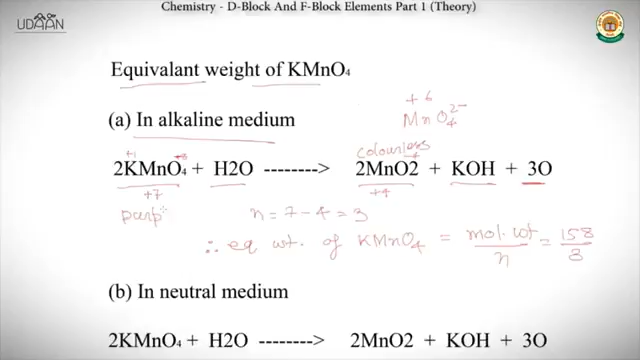 Chemistry - D-Block And F-Block Elements Part 1 (Theory)
UDAAN
Equivalant weight of KMnO4
+6
(a) In alkaline medium
MnO4 2-
colourless
+1 -8 -4
2KMnO4 + H2O --------> 2MnO2 + KOH + 3O
+7 +4
purp n = 7 - 4 = 3
∴ eq wt. of KMnO4 = mol. wt / n = 158 / 3
(b) In neutral medium
2KMnO4 + H2O --------> 2MnO2 + KOH + 3O